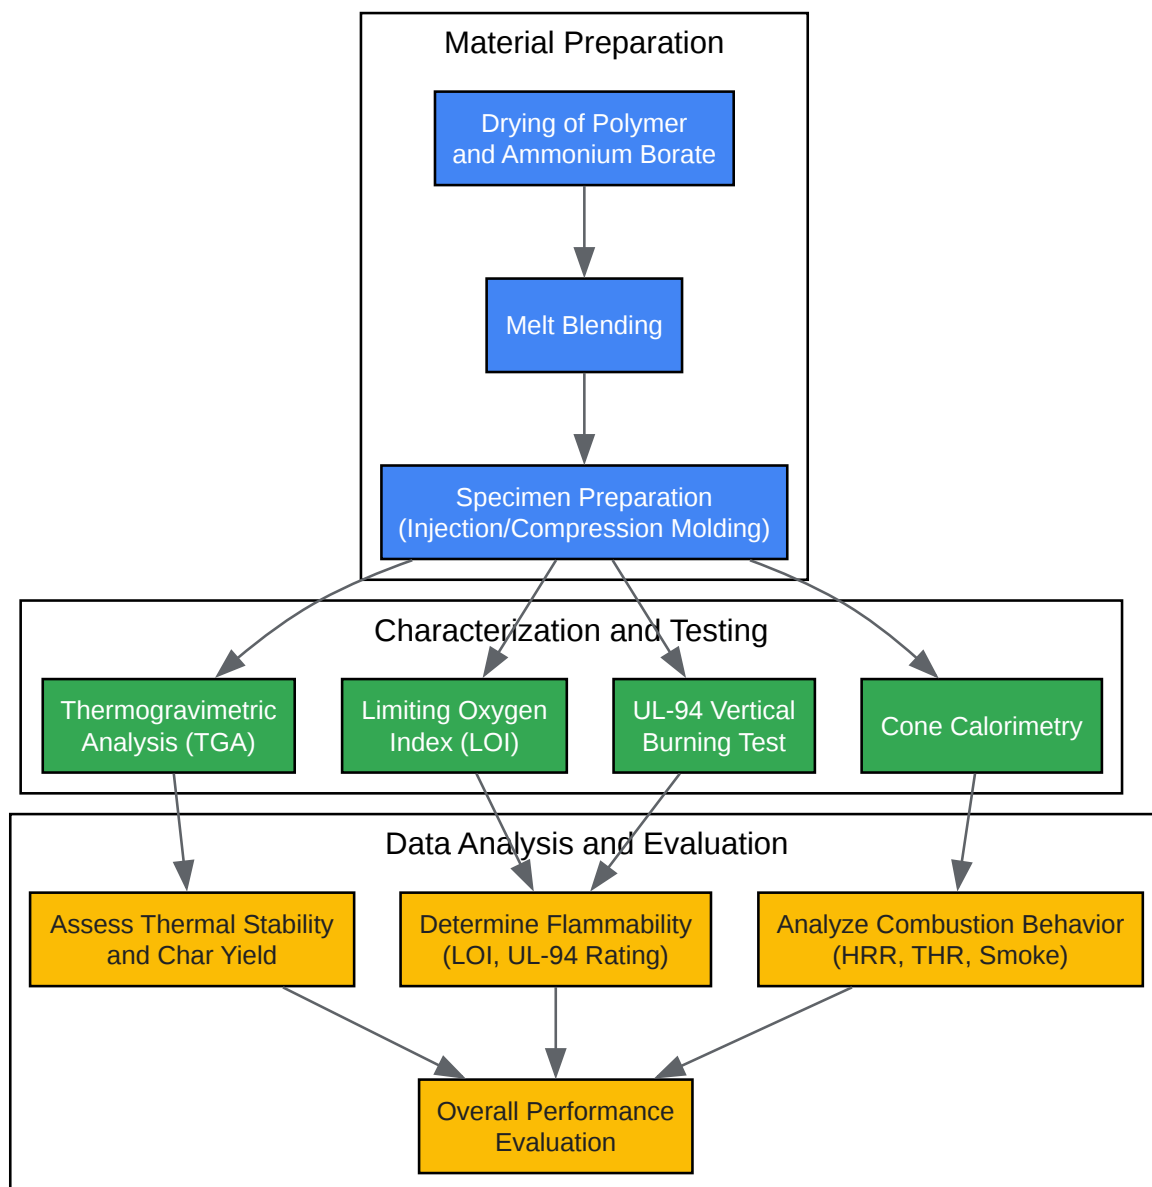 Material Preparation
Drying of Polymer
and Ammonium Borate
Melt Blending
Specimen Preparation
(Injection/Compression Molding)
Characterization and Testing
Thermogravimetric
Analysis (TGA)
Limiting Oxygen
Index (LOI)
UL-94 Vertical
Burning Test
Cone Calorimetry
Data Analysis and Evaluation
Assess Thermal Stability
and Char Yield
Determine Flammability
(LOI, UL-94 Rating)
Analyze Combustion Behavior
(HRR, THR, Smoke)
Overall Performance
Evaluation